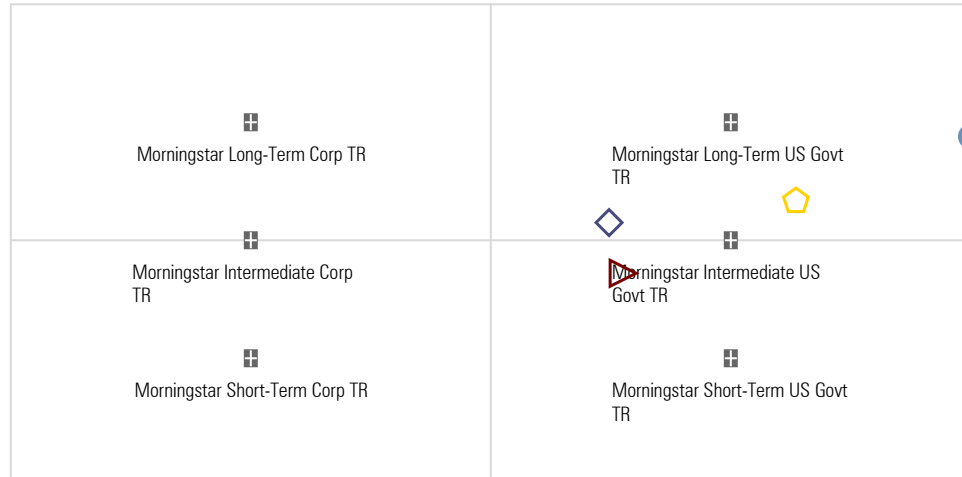 Morningstar Long-Term Corp TR
Morningstar Long-Term US Govt
TR
Morningstar Intermediate Corp
TR
Morningstar Intermediate US
Govt TR
Morningstar Short-Term Corp TR
Morningstar Short-Term US Govt
TR